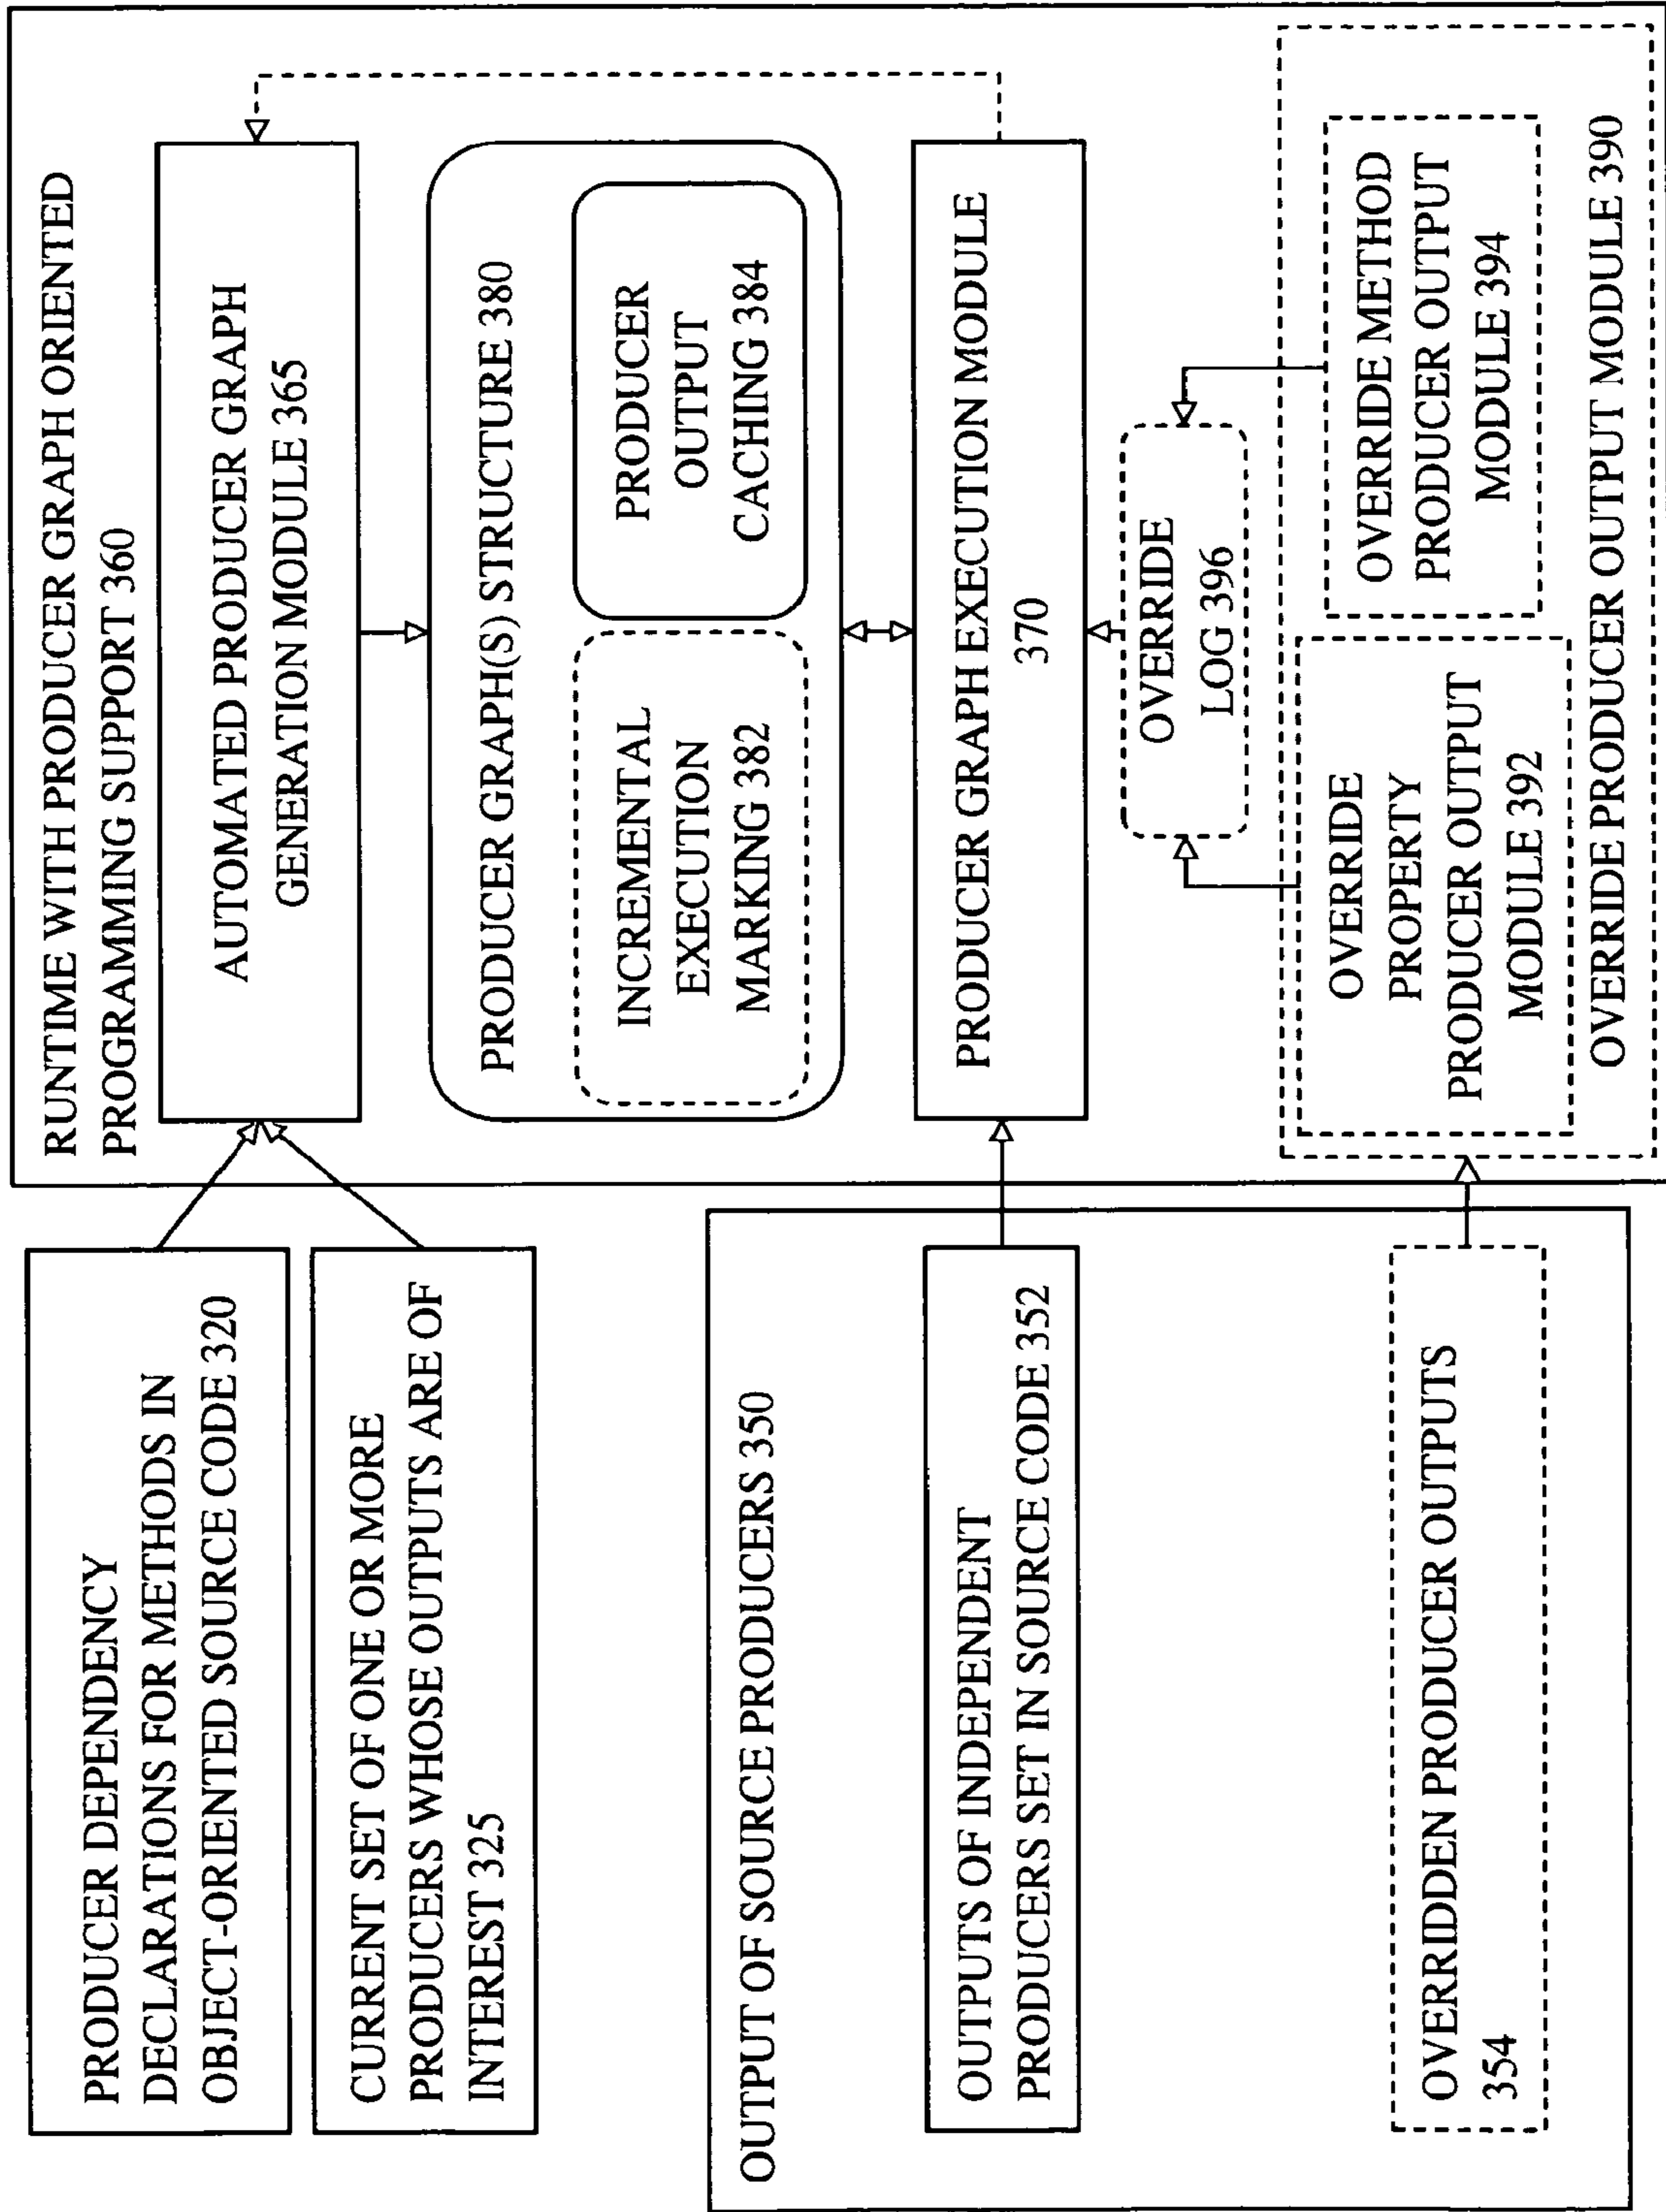 PRODUCER DEPENDENCY
DECLARATIONS FOR METHODS IN
OBJECT-ORIENTED SOURCE CODE 320
CURRENT SET OF ONE OR MORE
PRODUCERS WHOSE OUTPUTS ARE OF
INTEREST 325
OUTPUT OF SOURCE PRODUCERS 350
OUTPUTS OF INDEPENDENT
PRODUCERS SET IN SOURCE CODE 352
OVERRIDDEN PRODUCER OUTPUTS
354
RUNTIME WITH PRODUCER GRAPH ORIENTED
PROGRAMMING SUPPORT 360
AUTOMATED PRODUCER GRAPH
GENERATION MODULE 365
PRODUCER GRAPH(S) STRUCTURE 380
INCREMENTAL
EXECUTION
MARKING 382
PRODUCER
OUTPUT
CACHING 384
PRODUCER GRAPH EXECUTION MODULE
370
OVERRIDE
LOG 396
OVERRIDE
PROPERTY
PRODUCER OUTPUT
MODULE 392
OVERRIDE METHOD
PRODUCER OUTPUT
MODULE 394
OVERRIDE PRODUCER OUTPUT MODULE 390